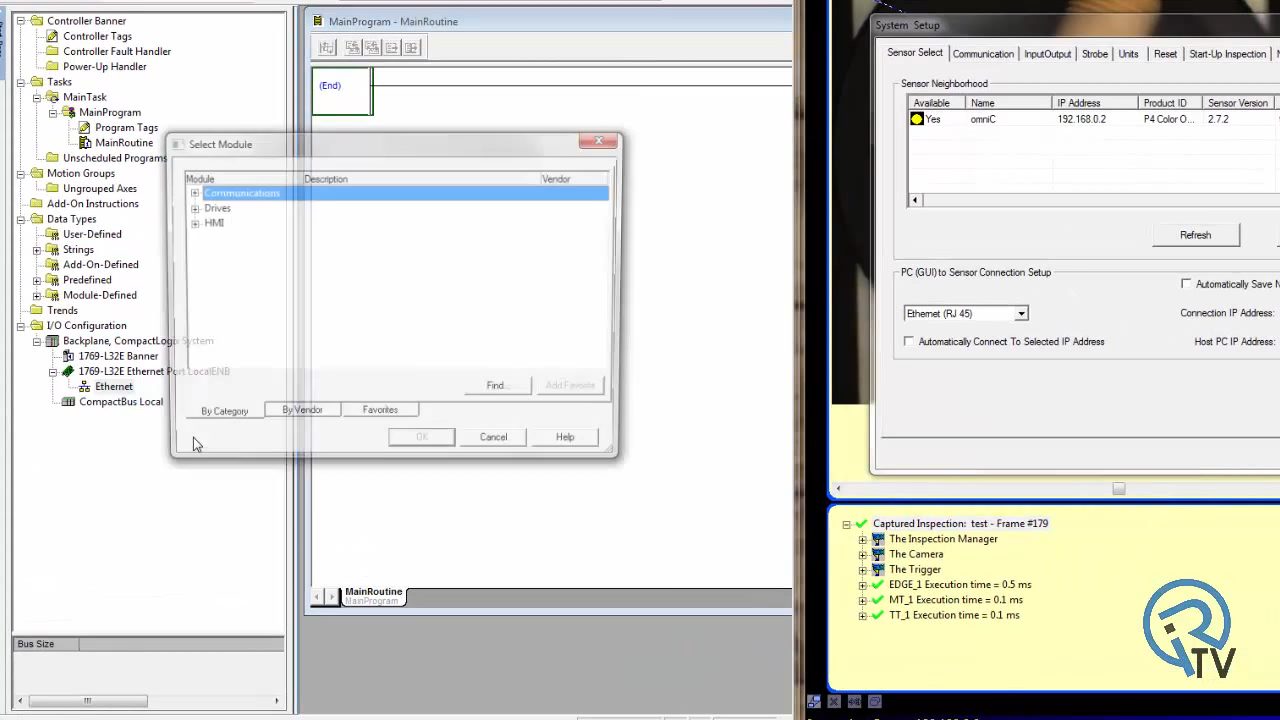 Controller Banner
Controller Tags
Controller Fault Handler
Power-Up Handler
Tasks
MainTask
MainProgram
Program Tags
MainRoutine
Unscheduled Programs
Motion Groups
Ungrouped Axes
Add-On Instructions
Data Types
User-Defined
Strings
Add-On-Defined
Predefined
Module-Defined
Trends
I/O Configuration
Backplane, CompactLogix System
1769-L32E Banner
1769-L32E Ethernet Port LocalENB
Ethernet
CompactBus Local
Bus Size
MainProgram - MainRoutine
(End)
Select Module
Module Description Vendor
Communications
Drives
HMI
Find...
Add Favorite
By Category By Vendor Favorites
OK Cancel Help
MainRoutine
MainProgram
System Setup
Sensor Select Communication InputOutput Strobe Units Reset Start-Up Inspection
Sensor Neighborhood
Available Name IP Address Product ID Sensor Version
Yes omniC 192.168.0.2 P4 Color O... 2.7.2
Refresh
PC (GUI) to Sensor Connection Setup
Automatically Save N
Ethernet (RJ 45)
Connection IP Address:
Automatically Connect To Selected IP Address
Host PC IP Address:
Captured Inspection: test - Frame #179
The Inspection Manager
The Camera
The Trigger
EDGE_1 Execution time = 0.5 ms
MT_1 Execution time = 0.1 ms
TT_1 Execution time = 0.1 ms
TV